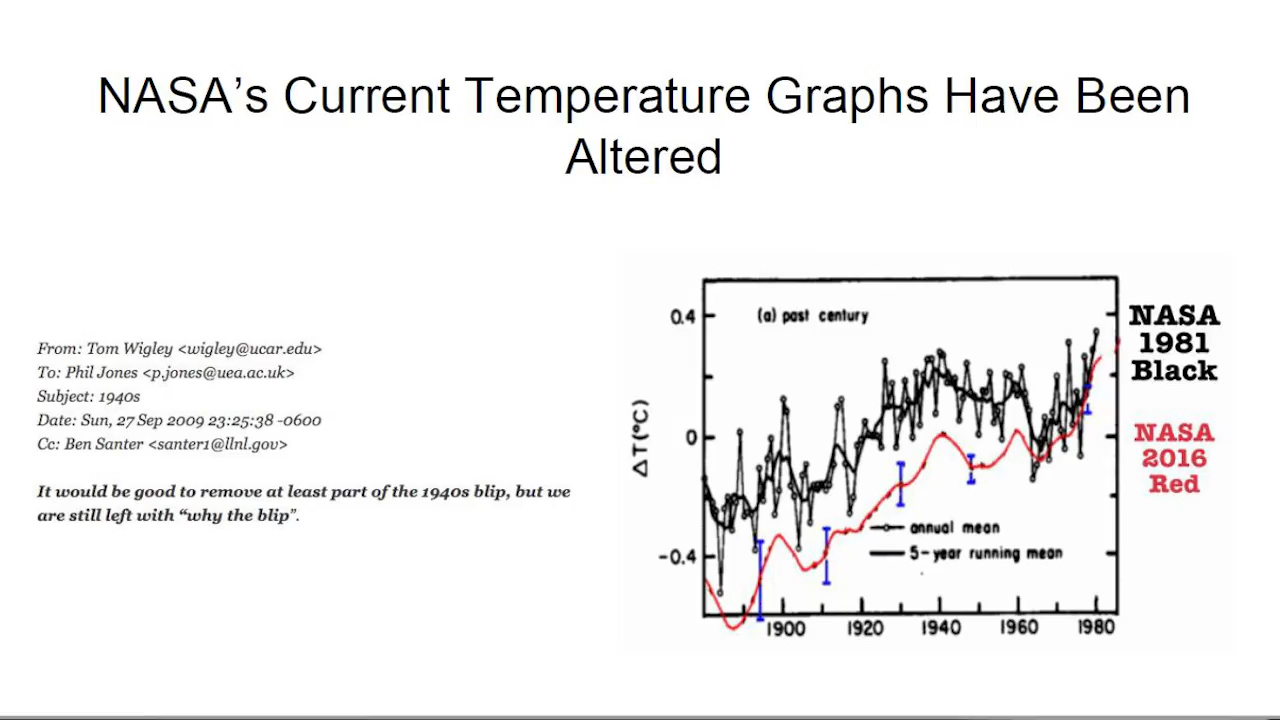 NASA’s Current Temperature Graphs Have Been
Altered
From: Tom Wigley <wigley@ucar.edu>
To: Phil Jones <p.jones@uea.ac.uk>
Subject: 1940s
Date: Sun, 27 Sep 2009 23:25:38 -0600
Cc: Ben Santer <santer1@llnl.gov>
It would be good to remove at least part of the 1940s blip, but we
are still left with “why the blip”.
0.4
(a) past century
NASA
1981
Black
ΔT(°C)
0
NASA
2016
Red
annual mean
-0.4
5-year running mean
1900 1920 1940 1960 1980